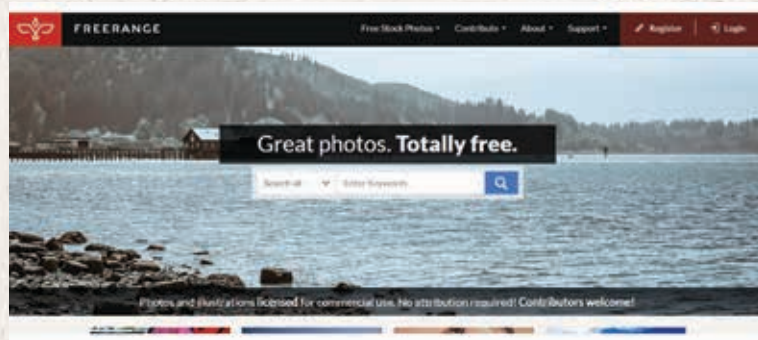 FREERANGE Free Stock Photos Contribute About Support Register Login
Great photos. Totally free.
Search all Enter Keywords
Photos and illustrations licensed for commercial use. No attribution required! Contributors welcome!